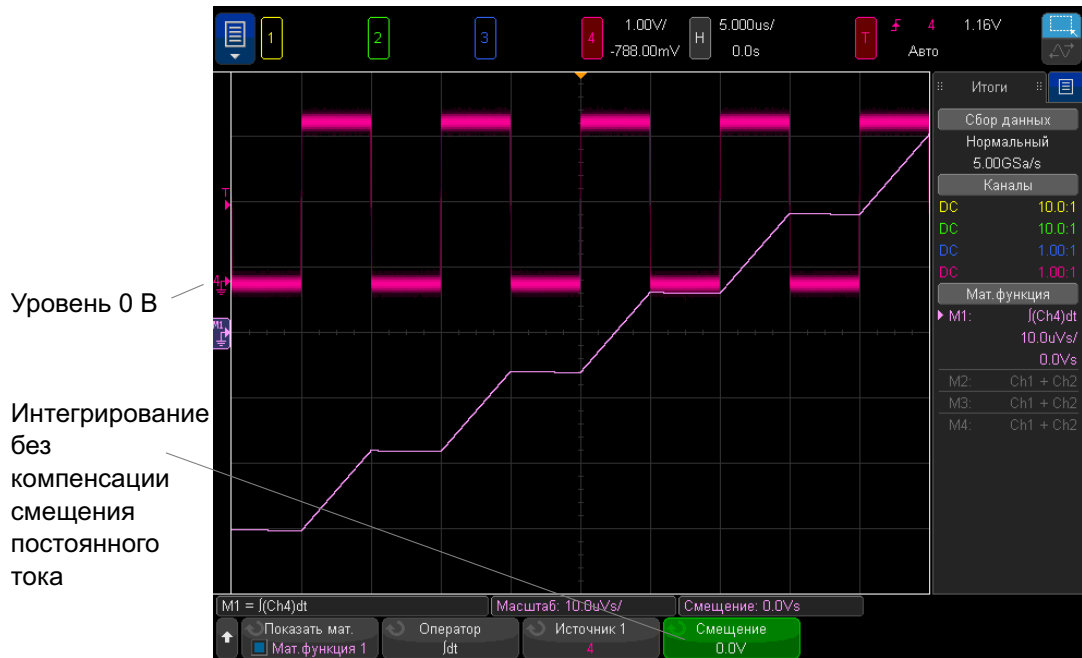 1
2
3
4
1.00V/
-788.00mV
H
5.000us/
0.0s
T
4
1.16V
Авто
Итоги
Сбор данных
Нормальный
5.00GSa/s
Каналы
DC 10.0:1
DC 10.0:1
DC 1.00:1
DC 1.00:1
Мат.функция
M1: ∫(Ch4)dt
10.0uVs/
0.0Vs
M2: Ch1 + Ch2
M3: Ch1 + Ch2
M4: Ch1 + Ch2
T
4
Уровень 0 В
M1
Интегрирование
без
компенсации
смещения
постоянного
тока
M1 = ∫(Ch4)dt
Масштаб: 10.0uVs/
Смещение: 0.0Vs
Показать мат.
Мат.функция 1
Оператор
∫dt
Источник 1
4
Смещение
0.0V